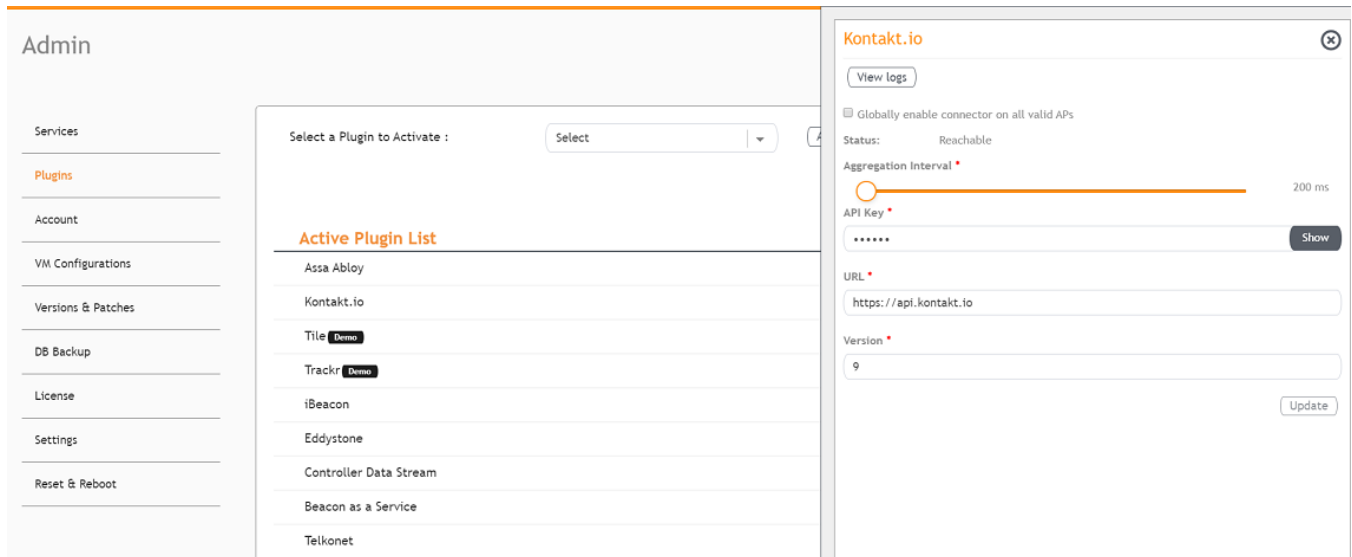 Admin
Services
Plugins
Account
VM Configurations
Versions & Patches
DB Backup
License
Settings
Reset & Reboot
Select a Plugin to Activate :
Select
Active Plugin List
Assa Abloy
Kontakt.io
Tile Demo
Trackr Demo
iBeacon
Eddystone
Controller Data Stream
Beacon as a Service
Telkonet
Kontakt.io
View logs
Globally enable connector on all valid APs
Status: Reachable
Aggregation Interval *
200 ms
API Key *
•••••• Show
URL *
https://api.kontakt.io
Version *
9
Update